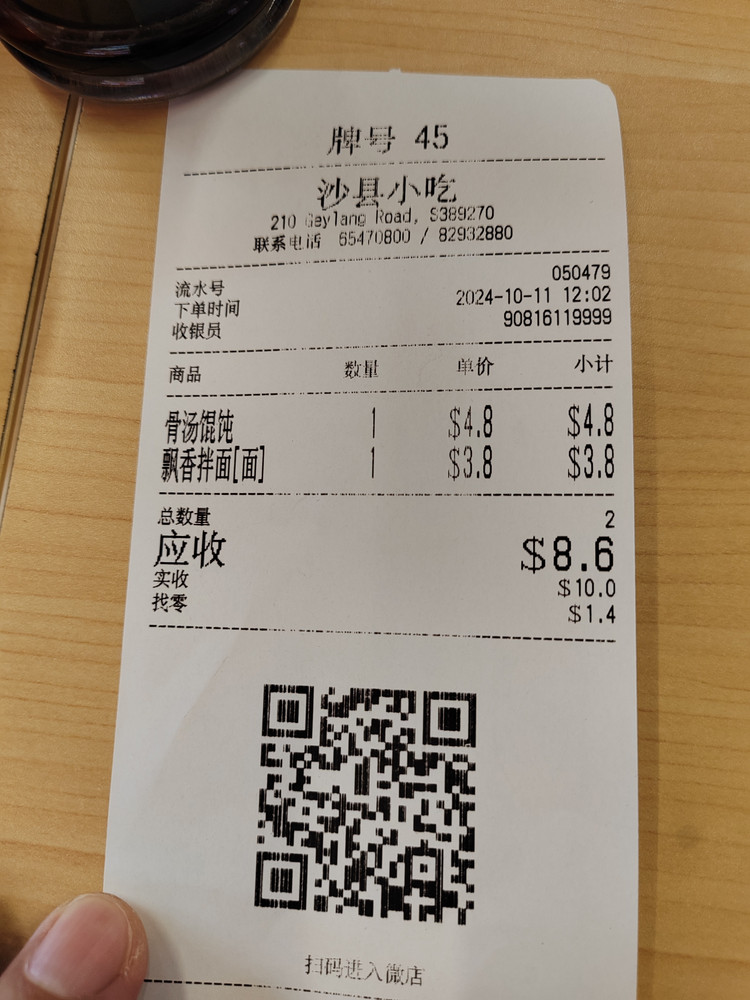 牌号 45
沙县小吃
210 Geylang Road, S389270
联系电话 65470800 / 82932880
流水号 050479
下单时间 2024-10-11 12:02
收银员 90816119999
商品 数量 单价 小计
骨汤馄饨 1 $4.8 $4.8
飘香拌面[面] 1 $3.8 $3.8
总数量 2
应收 $8.6
实收 $10.0
找零 $1.4
扫码进入微店